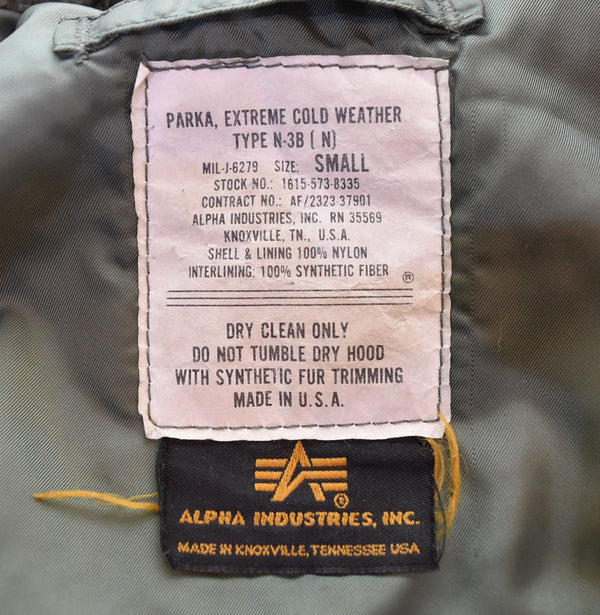 PARKA, EXTREME COLD WEATHER
TYPE N-3B ( N)
MIL-J-6279 SIZE: SMALL
STOCK NO.: 1615-573-8335
CONTRACT NO.: AF/2323 37901
ALPHA INDUSTRIES, INC. RN 35569
KNOXVILLE, TN., U.S.A.
SHELL & LINING 100% NYLON
INTERLINING: 100% SYNTHETIC FIBER ®
DRY CLEAN ONLY
DO NOT TUMBLE DRY HOOD
WITH SYNTHETIC FUR TRIMMING
MADE IN U.S.A.
®
ALPHA INDUSTRIES, INC.
MADE IN KNOXVILLE, TENNESSEE USA